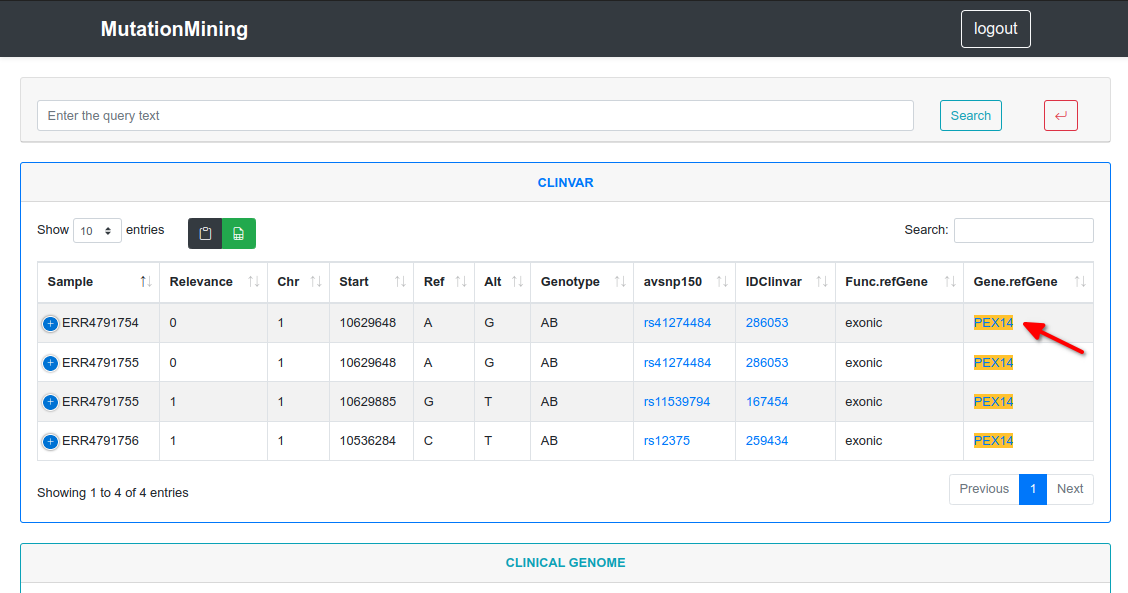 MutationMining logout
Enter the query text Search
CLINVAR
Show 10 entries Search:
Sample Relevance Chr Start Ref Alt Genotype avsnp150 IDClinvar Func.refGene Gene.refGene
ERR4791754 0 1 10629648 A G AB rs41274484 286053 exonic PEX14
ERR4791755 0 1 10629648 A G AB rs41274484 286053 exonic PEX14
ERR4791755 1 1 10629885 G T AB rs11539794 167454 exonic PEX14
ERR4791756 1 1 10536284 C T AB rs12375 259434 exonic PEX14
Showing 1 to 4 of 4 entries Previous 1 Next
CLINICAL GENOME